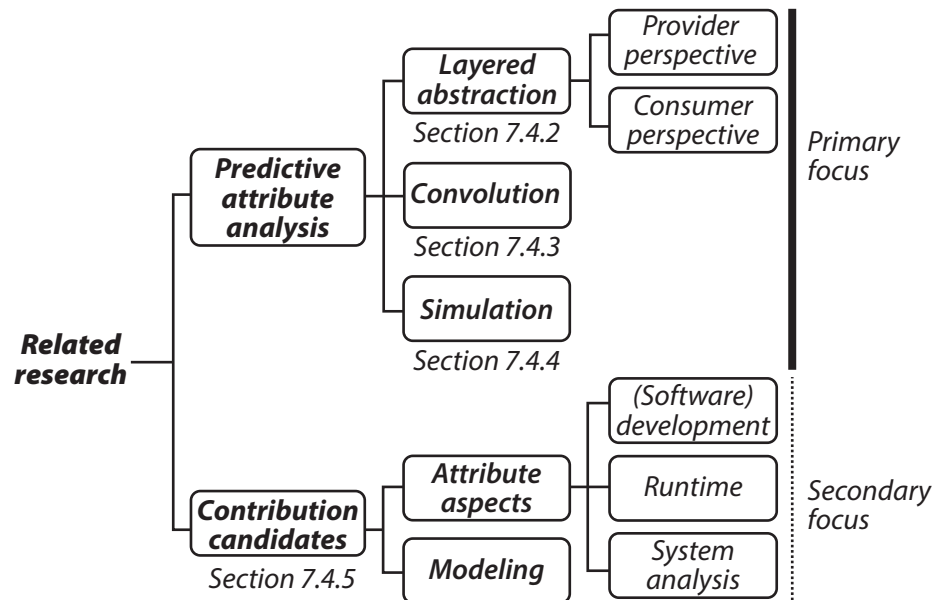 Provider
perspective
Layered
abstraction
Section 7.4.2
Consumer
perspective
Primary
focus
Predictive
attribute
analysis
Convolution
Section 7.4.3
Simulation
Section 7.4.4
Related
research
(Software)
development
Attribute
aspects
Runtime
Secondary
focus
Contribution
candidates
Section 7.4.5
Modeling
System
analysis